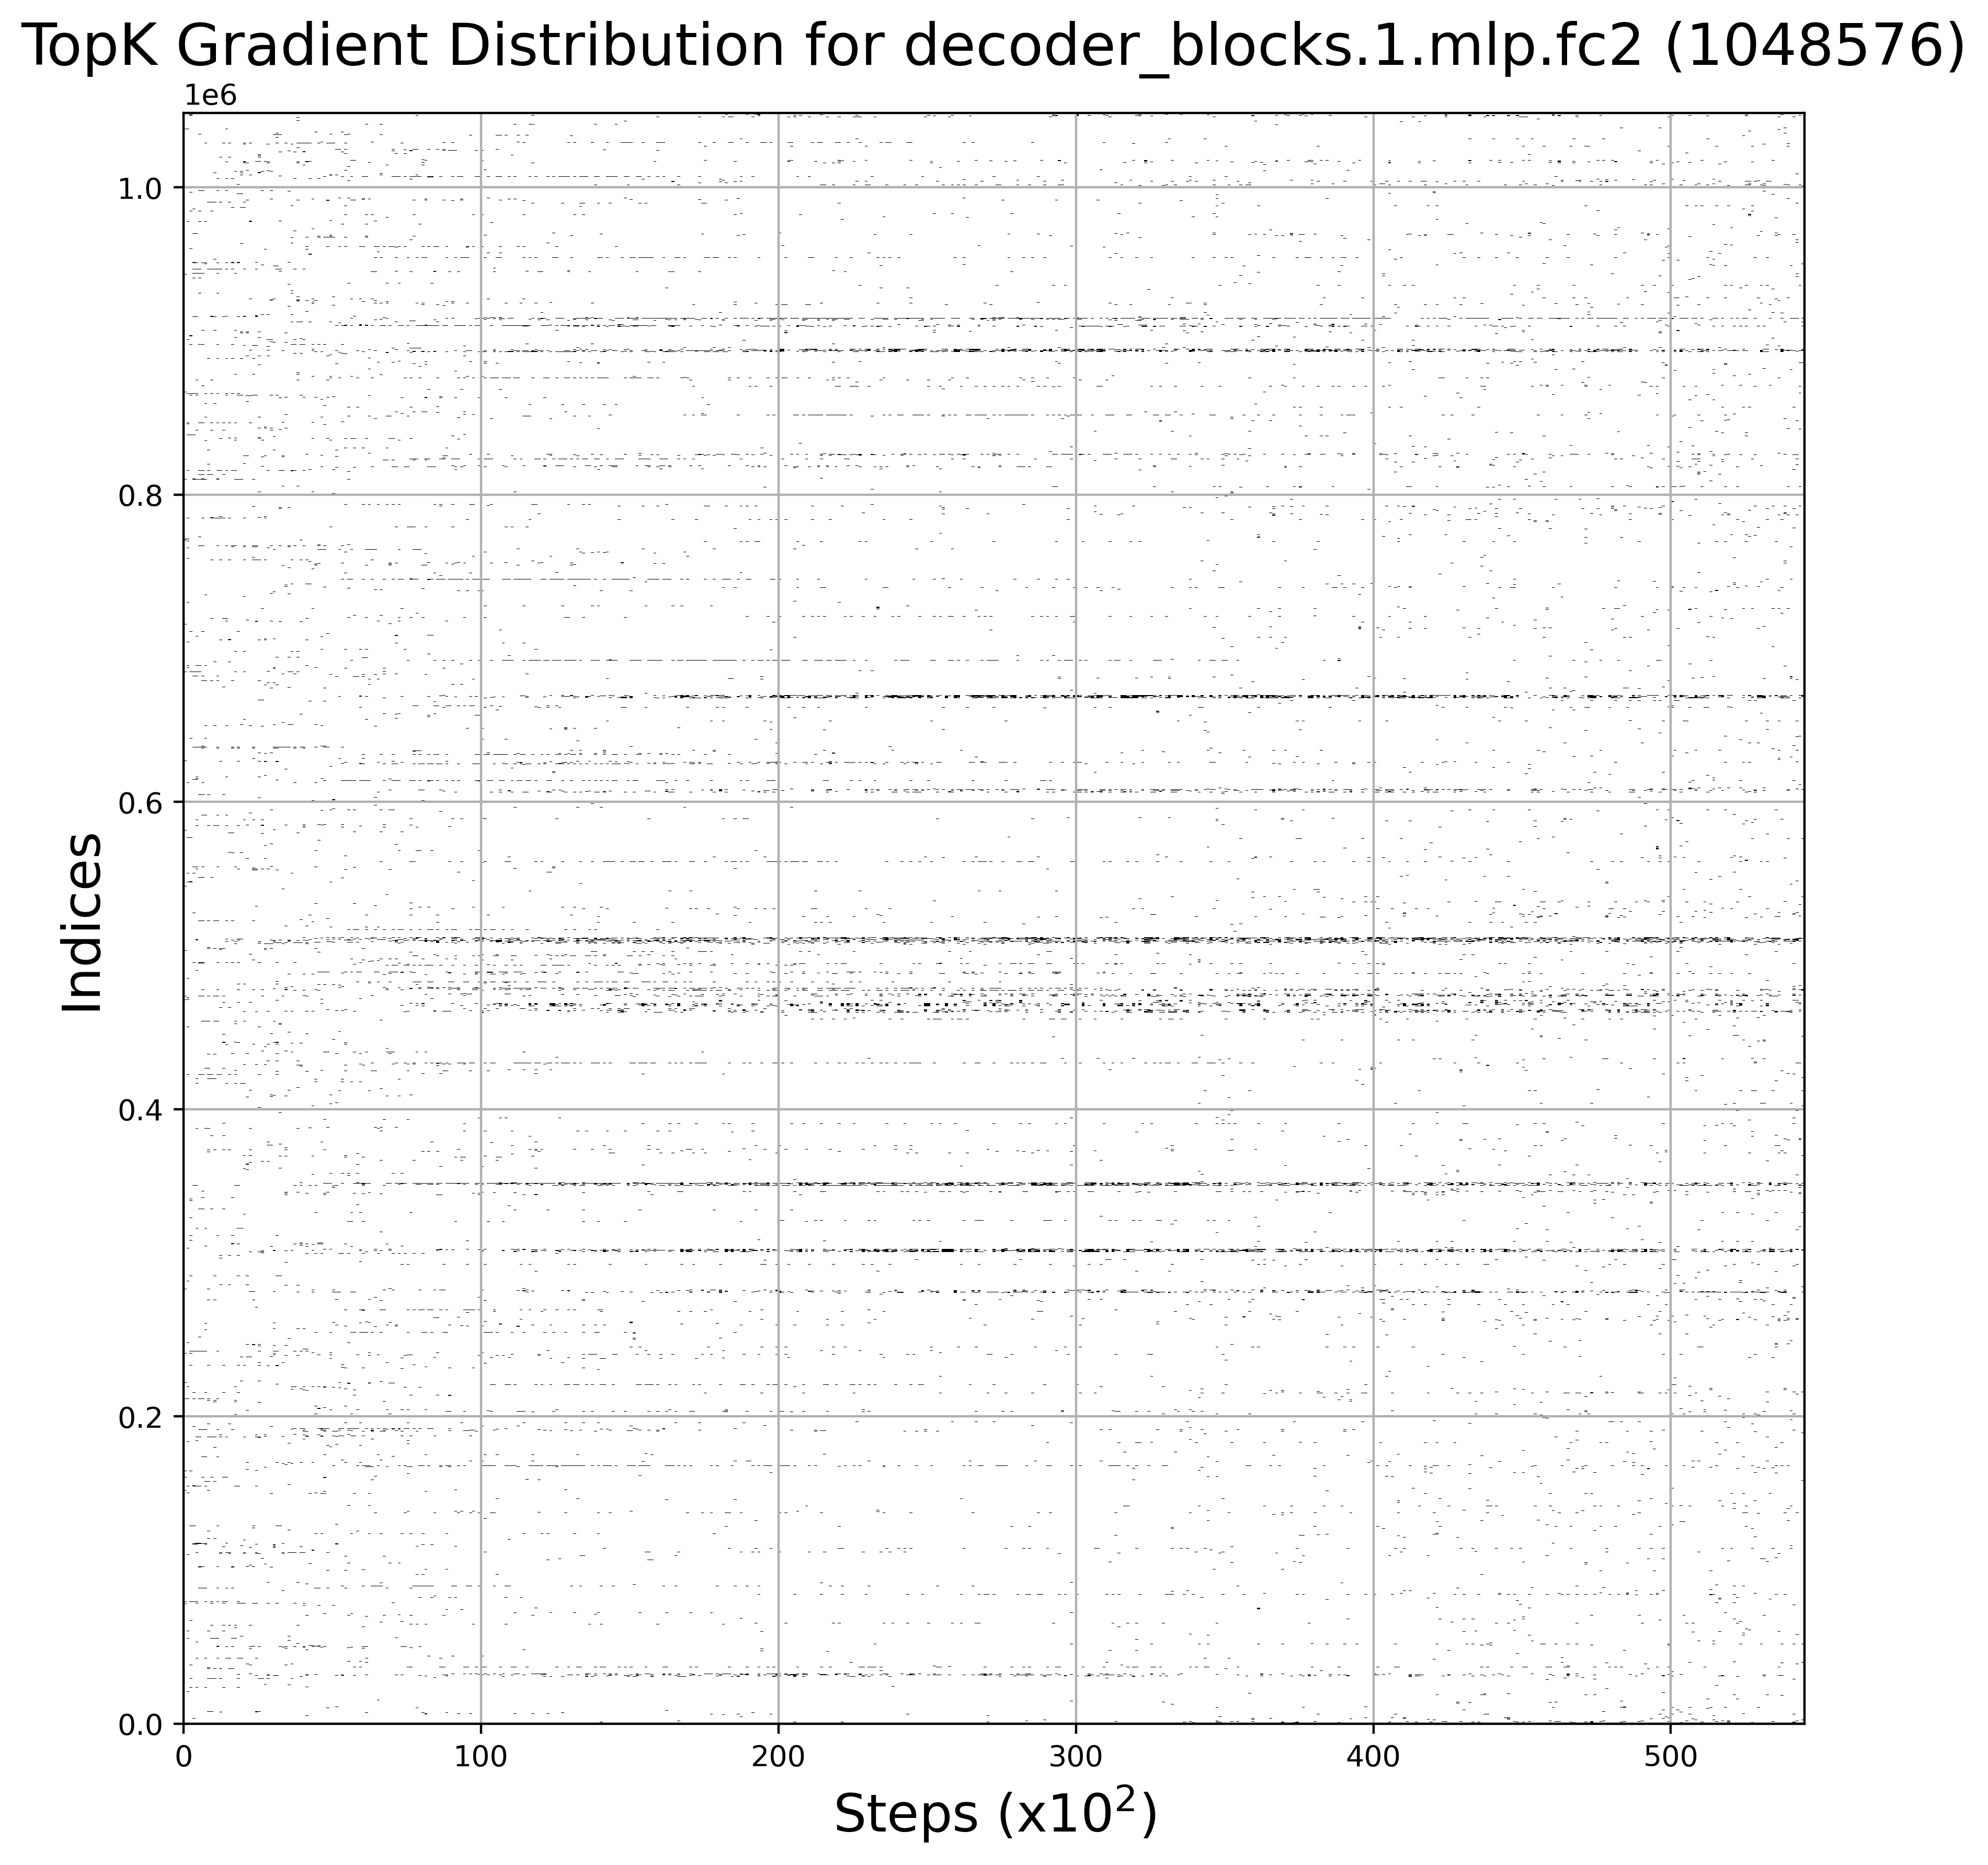 TopK Gradient Distribution for decoder_blocks.1.mlp.fc2 (1048576)
1e6
1.0
0.8
0.6
0.4
0.2
0.0
Indices
0 100 200 300 400 500
Steps (x10²)